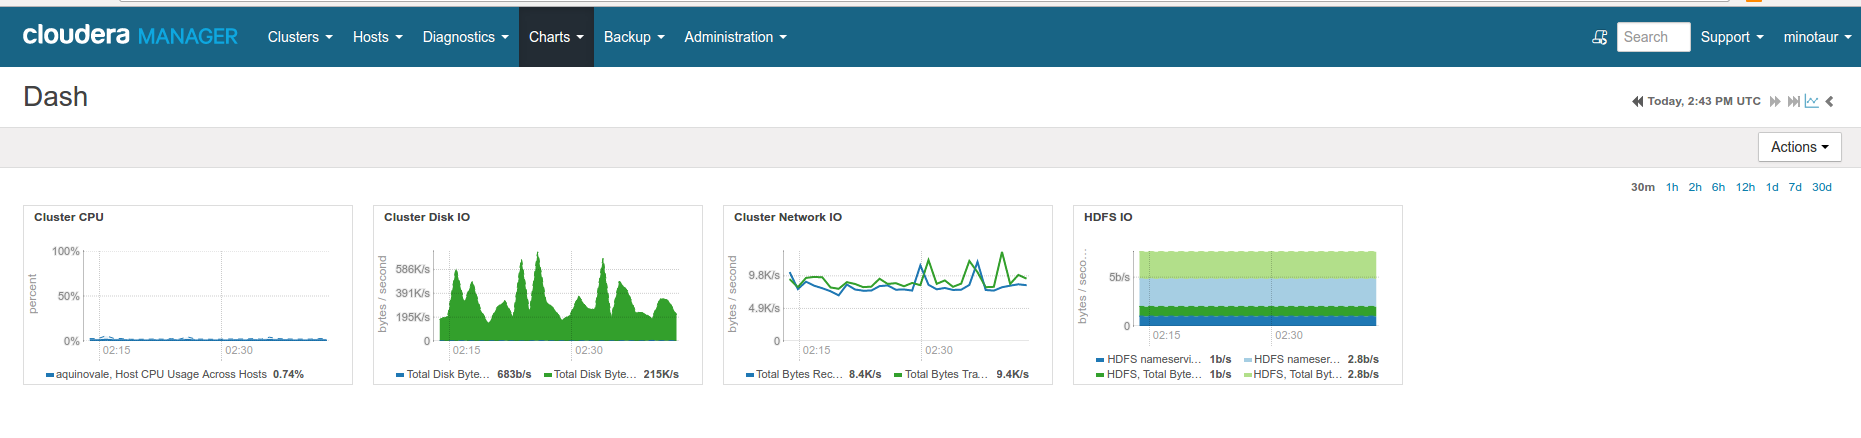 cloudera MANAGER Clusters Hosts Diagnostics Charts Backup Administration Search Support minotaur
Dash
Today, 2:43 PM UTC
Actions
30m 1h 2h 6h 12h 1d 7d 30d
Cluster CPU
percent
100%
50%
0%
02:15 02:30
aquinovale, Host CPU Usage Across Hosts 0.74%
Cluster Disk IO
bytes / second
586K/s
391K/s
195K/s
0
02:15 02:30
Total Disk Byte... 683b/s Total Disk Byte... 215K/s
Cluster Network IO
bytes / second
9.8K/s
4.9K/s
0
02:15 02:30
Total Bytes Rec... 8.4K/s Total Bytes Tra... 9.4K/s
HDFS IO
bytes / seco...
5b/s
0
02:15 02:30
HDFS nameservi... 1b/s HDFS nameser... 2.8b/s
HDFS, Total Byte... 1b/s HDFS, Total Byt... 2.8b/s